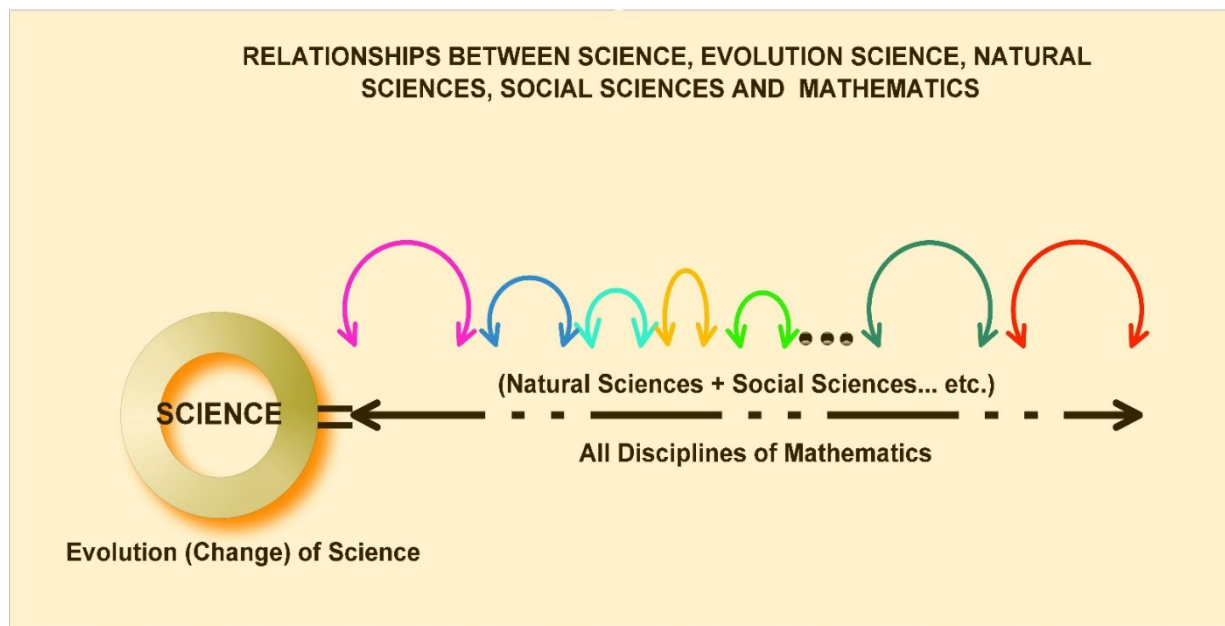 RELATIONSHIPS BETWEEN SCIENCE, EVOLUTION SCIENCE, NATURAL
SCIENCES, SOCIAL SCIENCES AND MATHEMATICS
(Natural Sciences + Social Sciences... etc.)
SCIENCE
All Disciplines of Mathematics
Evolution (Change) of Science